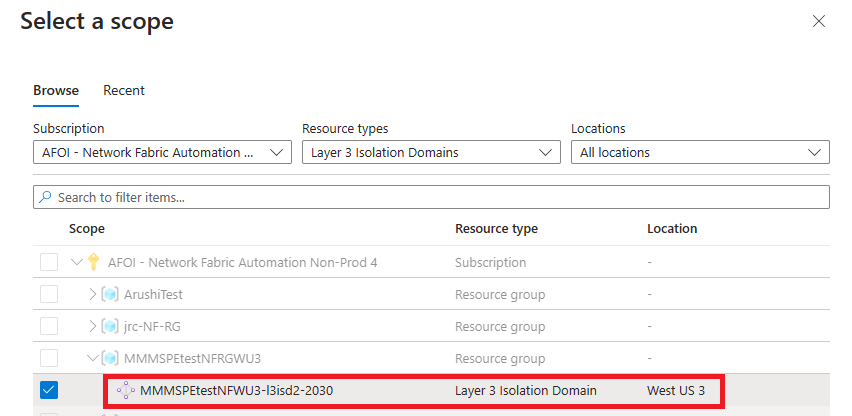 Select a scope
Browse Recent
Subscription Resource types Locations
AFOI - Network Fabric Automation ... Layer 3 Isolation Domains All locations
Search to filter items...
Scope Resource type Location
AFOI - Network Fabric Automation Non-Prod 4 Subscription -
ArushiTest Resource group -
jrc-NF-RG Resource group -
MMMSPEtestNFRGWU3 Resource group -
MMMSPEtestNFWU3-l3isd2-2030 Layer 3 Isolation Domain West US 3